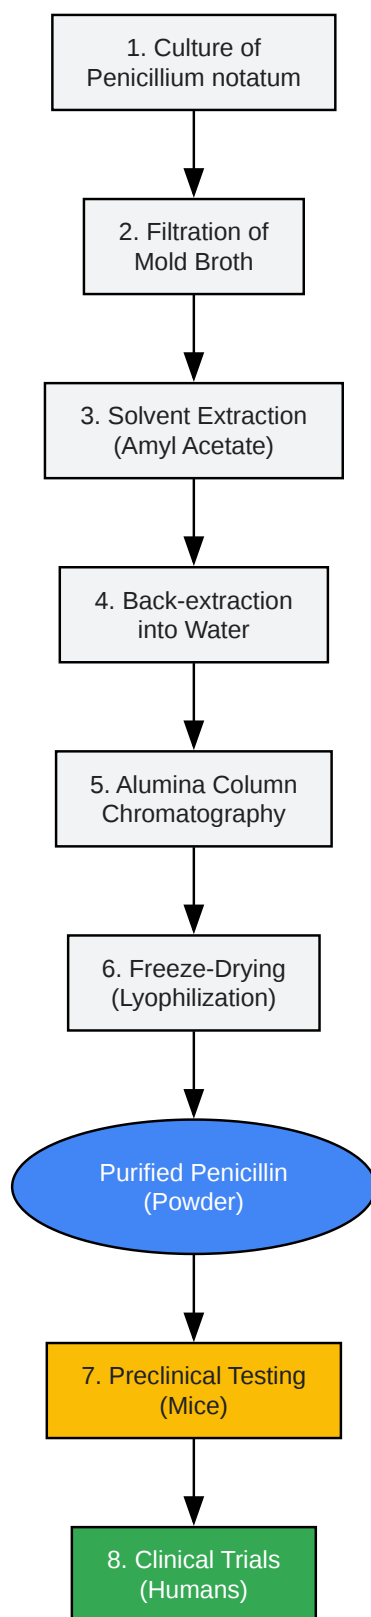 1. Culture of
Penicillium notatum
2. Filtration of
Mold Broth
3. Solvent Extraction
(Amyl Acetate)
4. Back-extraction
into Water
5. Alumina Column
Chromatography
6. Freeze-Drying
(Lyophilization)
Purified Penicillin
(Powder)
7. Preclinical Testing
(Mice)
8. Clinical Trials
(Humans)